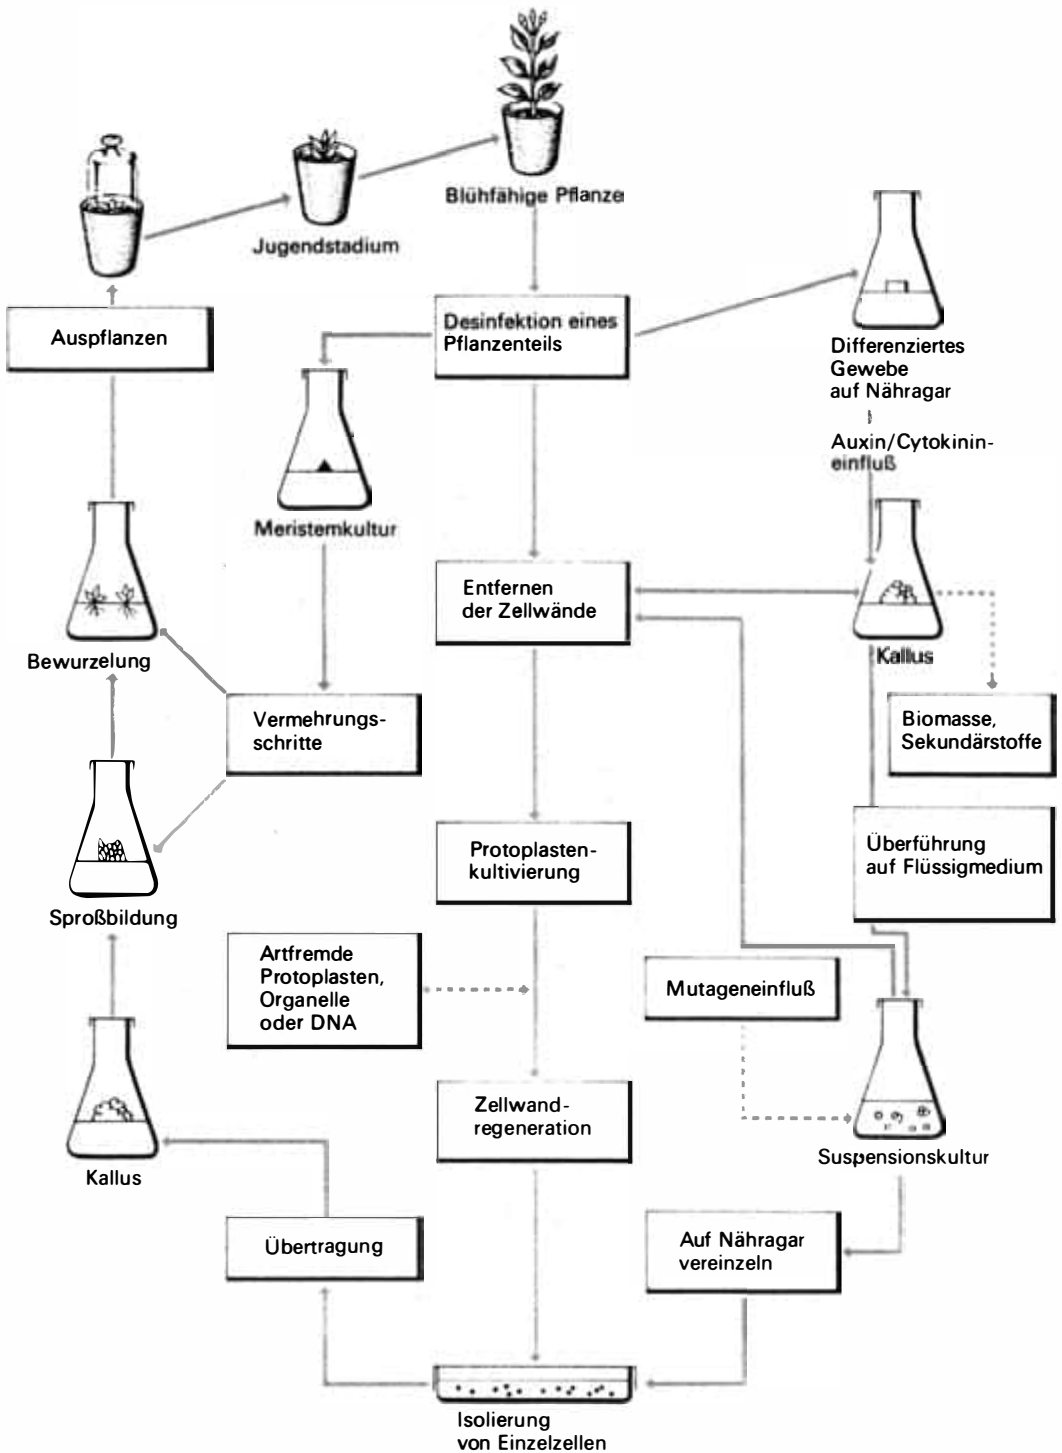 Blühfähige Pflanze
Jugendstadium
Auspflanzen
Desinfektion eines
Pflanzenteils
Differenziertes
Gewebe
auf Nähragar
Auxin/Cytokinin-
einfluß
Meristemkultur
Bewurzelung
Entfernen
der Zellwände
Kallus
Vermehrungs-
schritte
Biomasse,
Sekundärstoffe
Sproßbildung
Protoplasten-
kultivierung
Überführung
auf Flüssigmedium
Artfremde
Protoplasten,
Organelle
oder DNA
Mutageneinfluß
Kallus
Zellwand-
regeneration
Suspensionskultur
Übertragung
Auf Nähragar
vereinzeln
Isolierung
von Einzelzellen